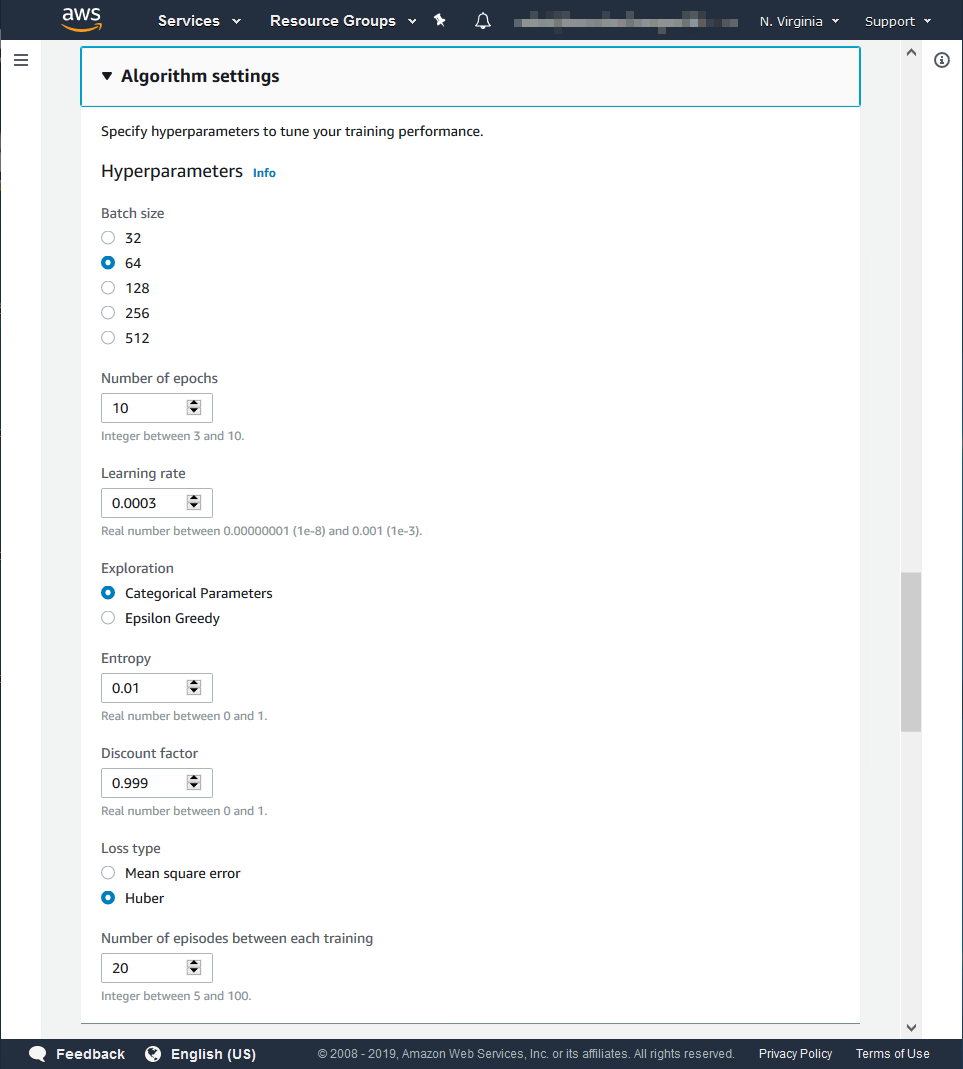 aws Services Resource Groups N. Virginia Support
Algorithm settings
Specify hyperparameters to tune your training performance.
Hyperparameters Info
Batch size
32
64
128
256
512
Number of epochs
10
Integer between 3 and 10.
Learning rate
0.0003
Real number between 0.00000001 (1e-8) and 0.001 (1e-3).
Exploration
Categorical Parameters
Epsilon Greedy
Entropy
0.01
Real number between 0 and 1.
Discount factor
0.999
Real number between 0 and 1.
Loss type
Mean square error
Huber
Number of episodes between each training
20
Integer between 5 and 100.
Feedback English (US) © 2008 - 2019, Amazon Web Services, Inc. or its affiliates. All rights reserved. Privacy Policy Terms of Use